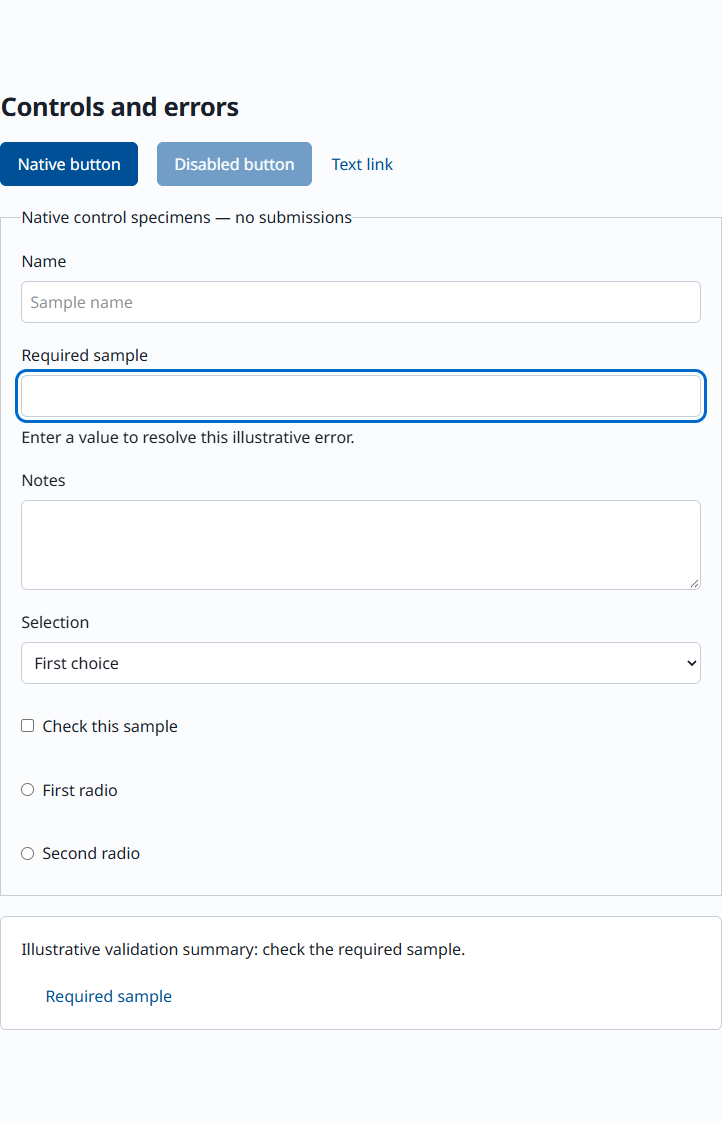 Controls and errors
Native button Disabled button Text link
Native control specimens — no submissions
Name
Sample name
Required sample
Enter a value to resolve this illustrative error.
Notes
Selection
First choice
Check this sample
First radio
Second radio
Illustrative validation summary: check the required sample.
Required sample